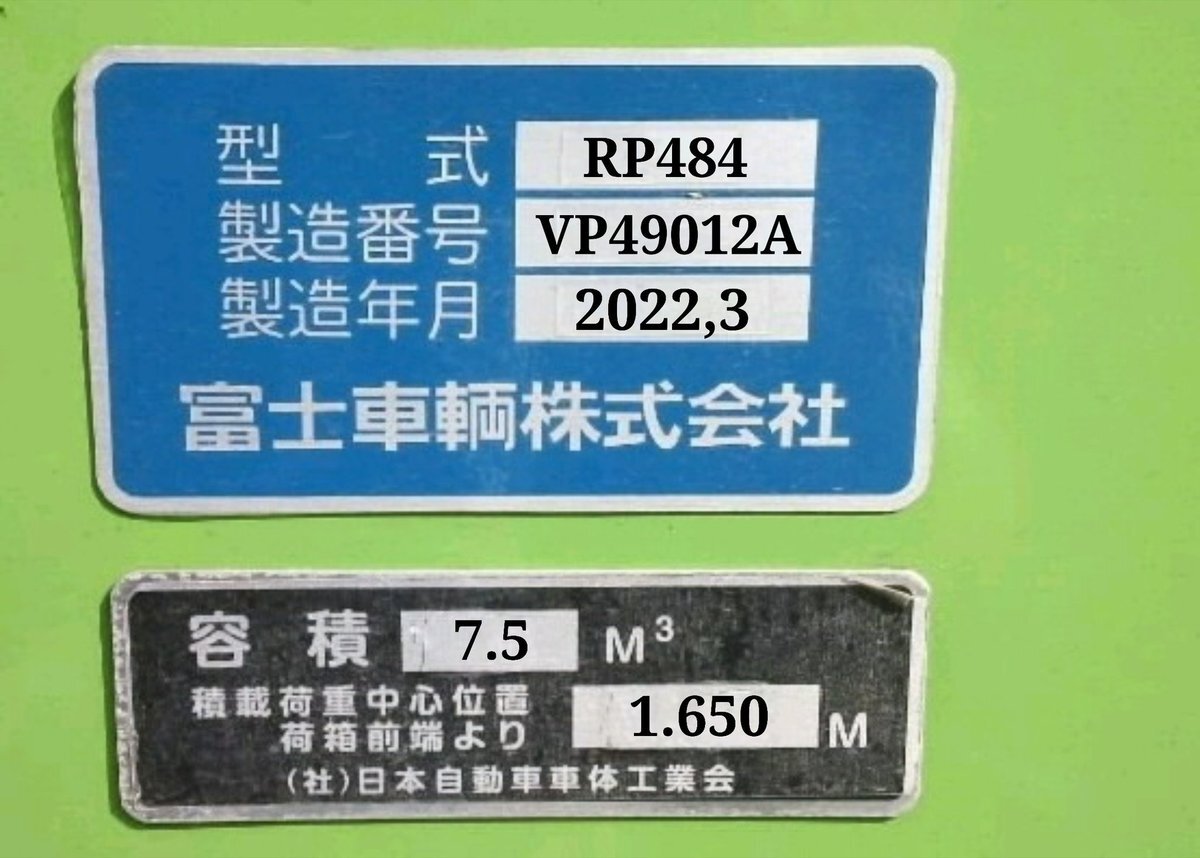 型式 RP484
製造番号 VP49012A
製造年月 2022,3
富士車輌株式会社
容積 7.5 M³
積載荷重中心位置
荷箱前端より 1.650 M
(社)日本自動車車体工業会